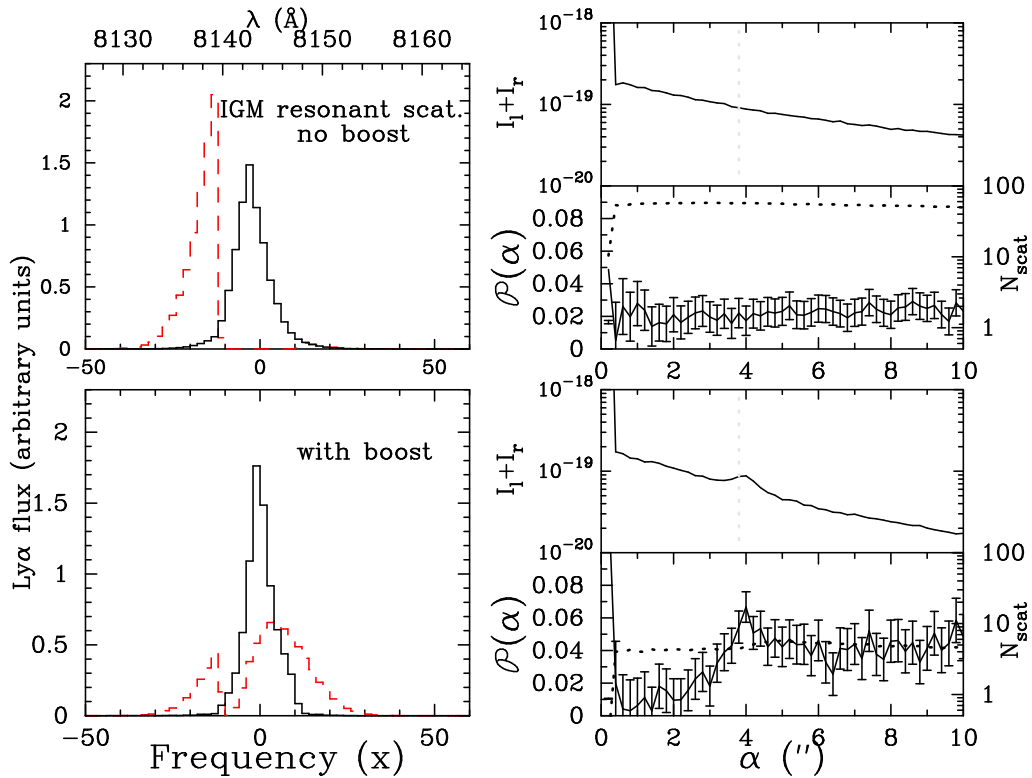 λ (Å)
8130 8140 8150 8160
Lyα flux (arbitrary units)
2
1.5
1
0.5
0
IGM resonant scat.
no boost
−50 0 50
2
1.5
1
0.5
0
with boost
−50 0 50
Frequency (x)
10⁻¹⁸
10⁻¹⁹
10⁻²⁰
I_l+I_r
0.08
0.06
0.04
0.02
0
𝒫(α)
100
10
1
N_scat
0 2 4 6 8 10
10⁻¹⁸
10⁻¹⁹
10⁻²⁰
I_l+I_r
0.08
0.06
0.04
0.02
0
𝒫(α)
100
10
1
N_scat
0 2 4 6 8 10
α (′′)